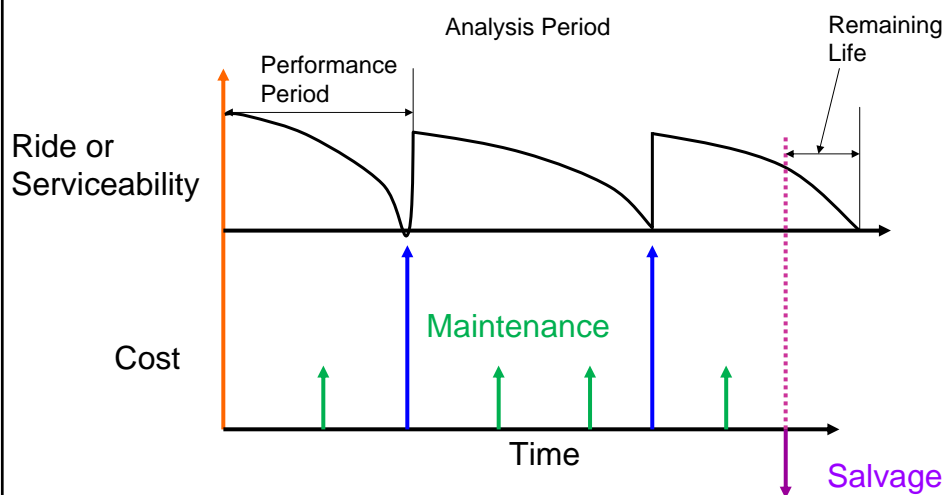 Analysis Period
Remaining
Life
Performance
Period
Ride or
Serviceability
Maintenance
Cost
Time
Salvage